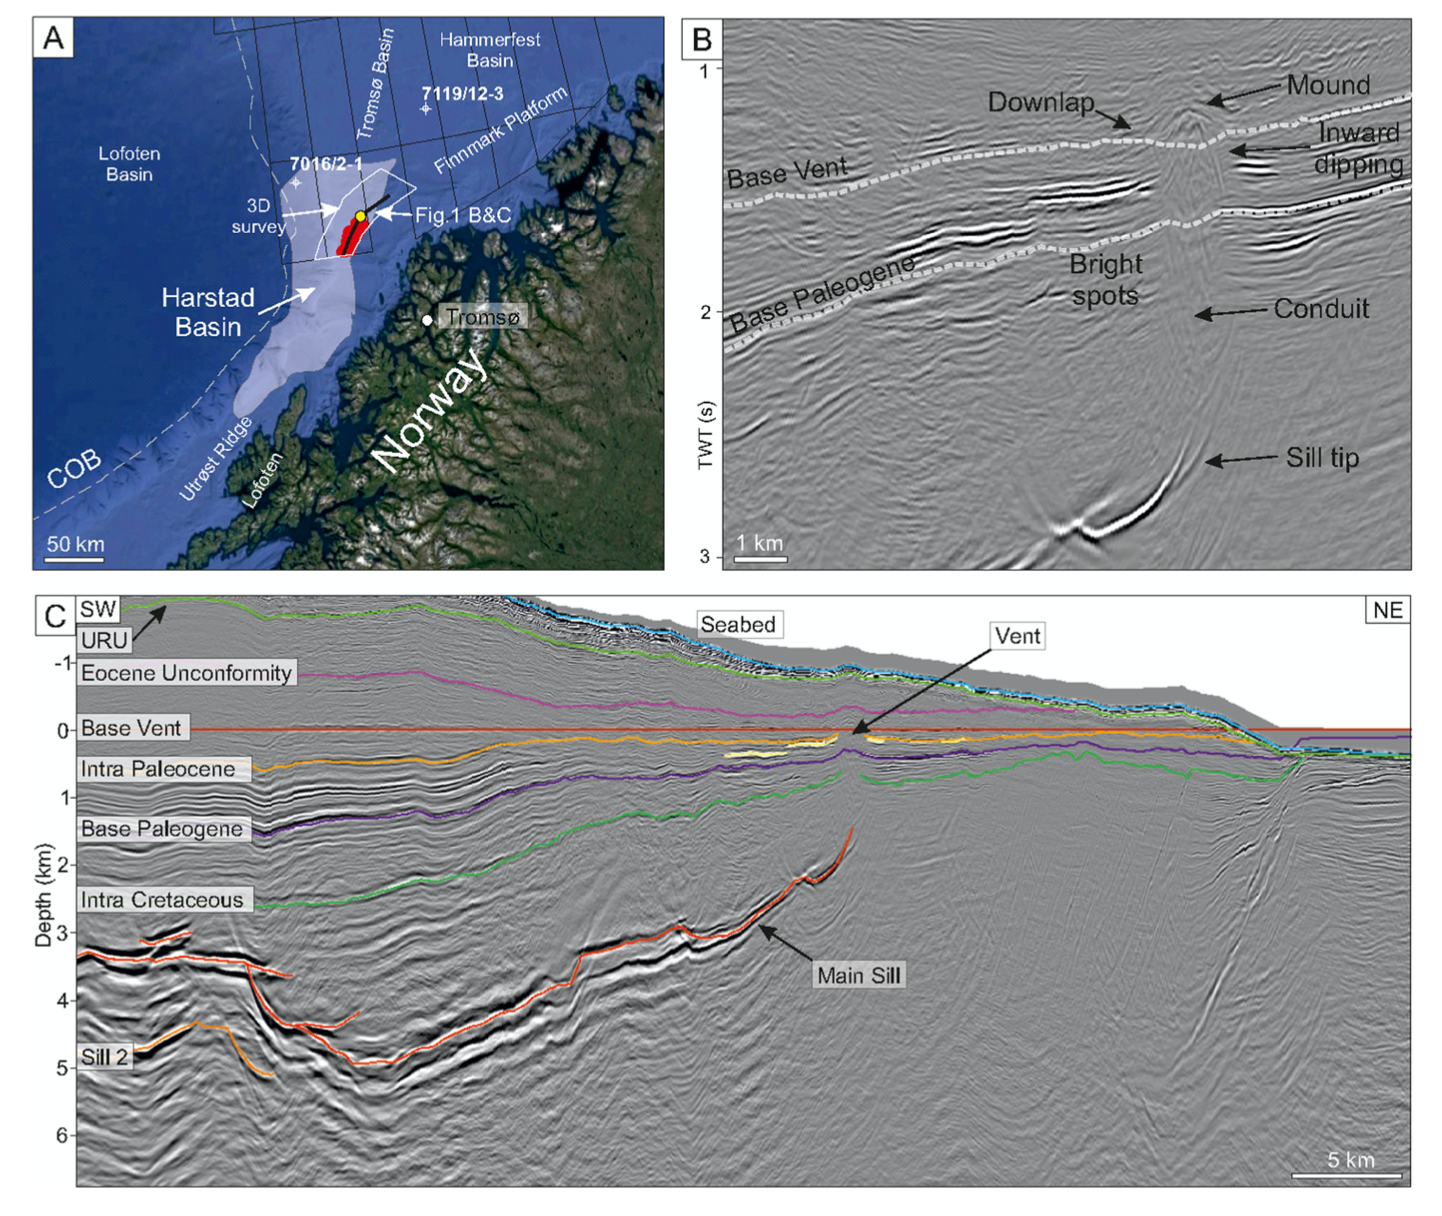 A
Hammerfest
Basin
Tromsø Basin
7119/12-3
Finnmark Platform
Lofoten
Basin
7016/2-1
3D
survey
Fig.1 B&C
Harstad
Basin
Tromsø
Norway
Utrøst Ridge
Lofoten
COB
50 km
B
1
Mound
Downlap
Inward
dipping
Base Vent
Bright
spots
Base Paleogene
2
Conduit
TWT (s)
Sill tip
3
1 km
C
SW
NE
URU
Seabed
Vent
-1
Eocene Unconformity
0
Base Vent
Intra Paleocene
1
Base Paleogene
2
Intra Cretaceous
Depth (km)
3
Main Sill
4
Sill 2
5
6
5 km